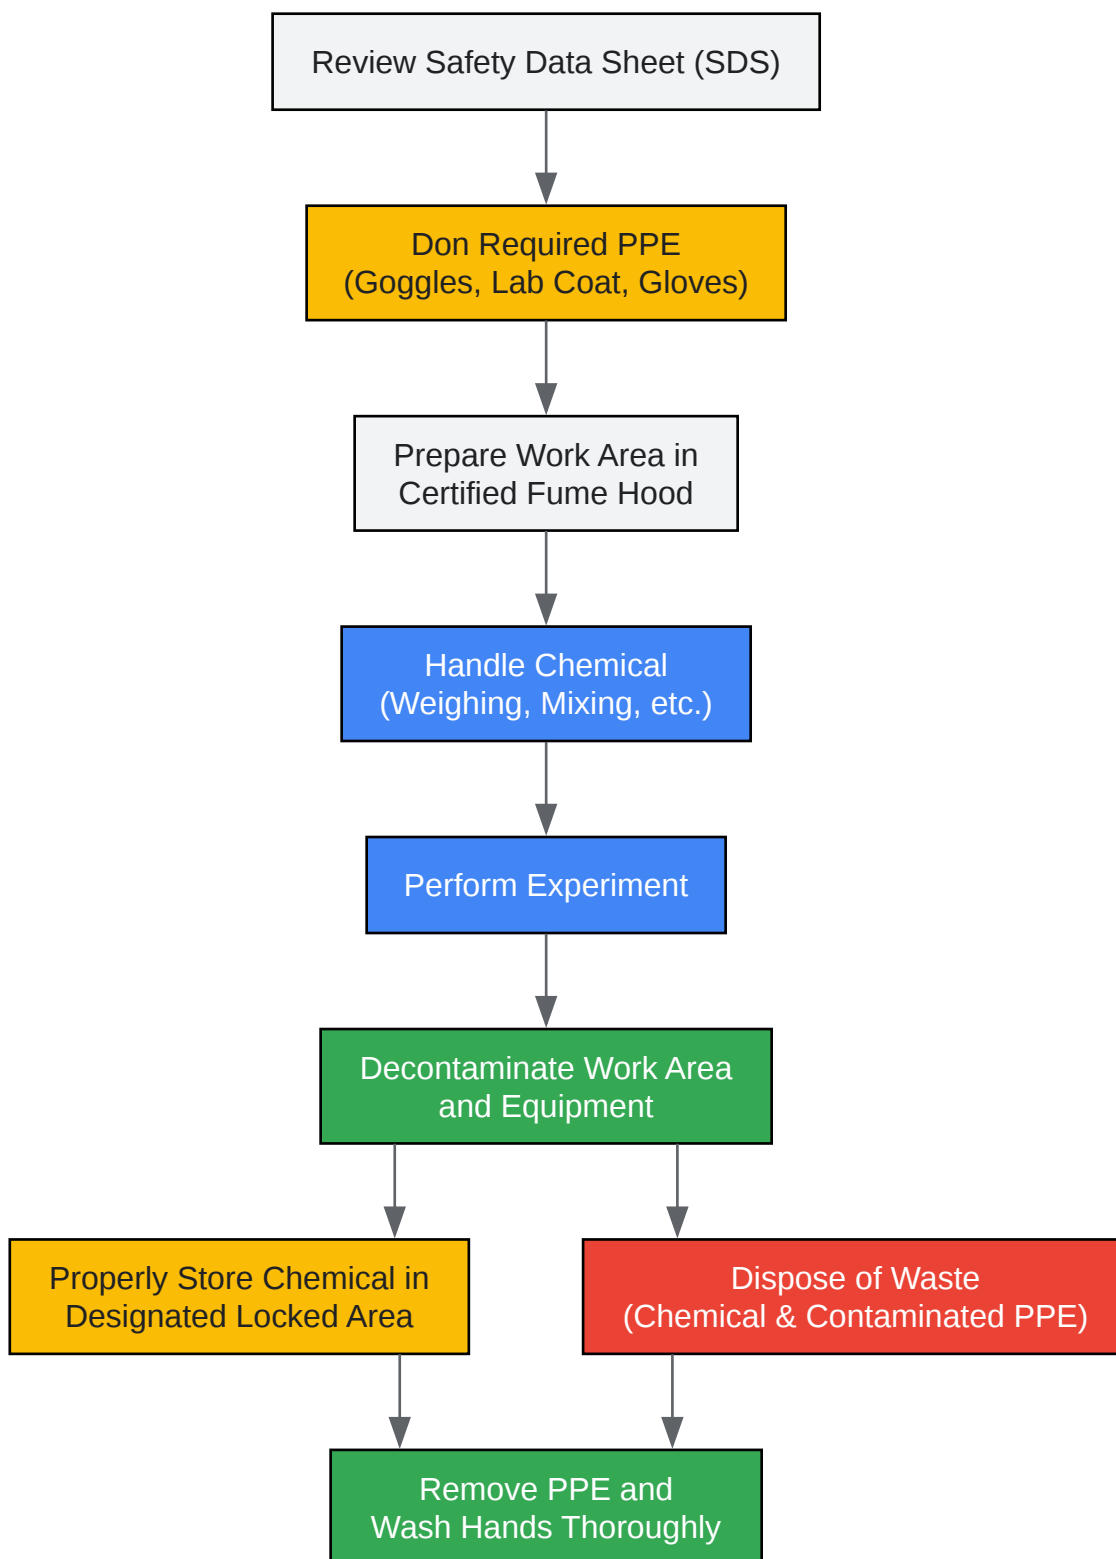 Review Safety Data Sheet (SDS)
Don Required PPE
(Goggles, Lab Coat, Gloves)
Prepare Work Area in
Certified Fume Hood
Handle Chemical
(Weighing, Mixing, etc.)
Perform Experiment
Decontaminate Work Area
and Equipment
Properly Store Chemical in
Designated Locked Area
Dispose of Waste
(Chemical & Contaminated PPE)
Remove PPE and
Wash Hands Thoroughly